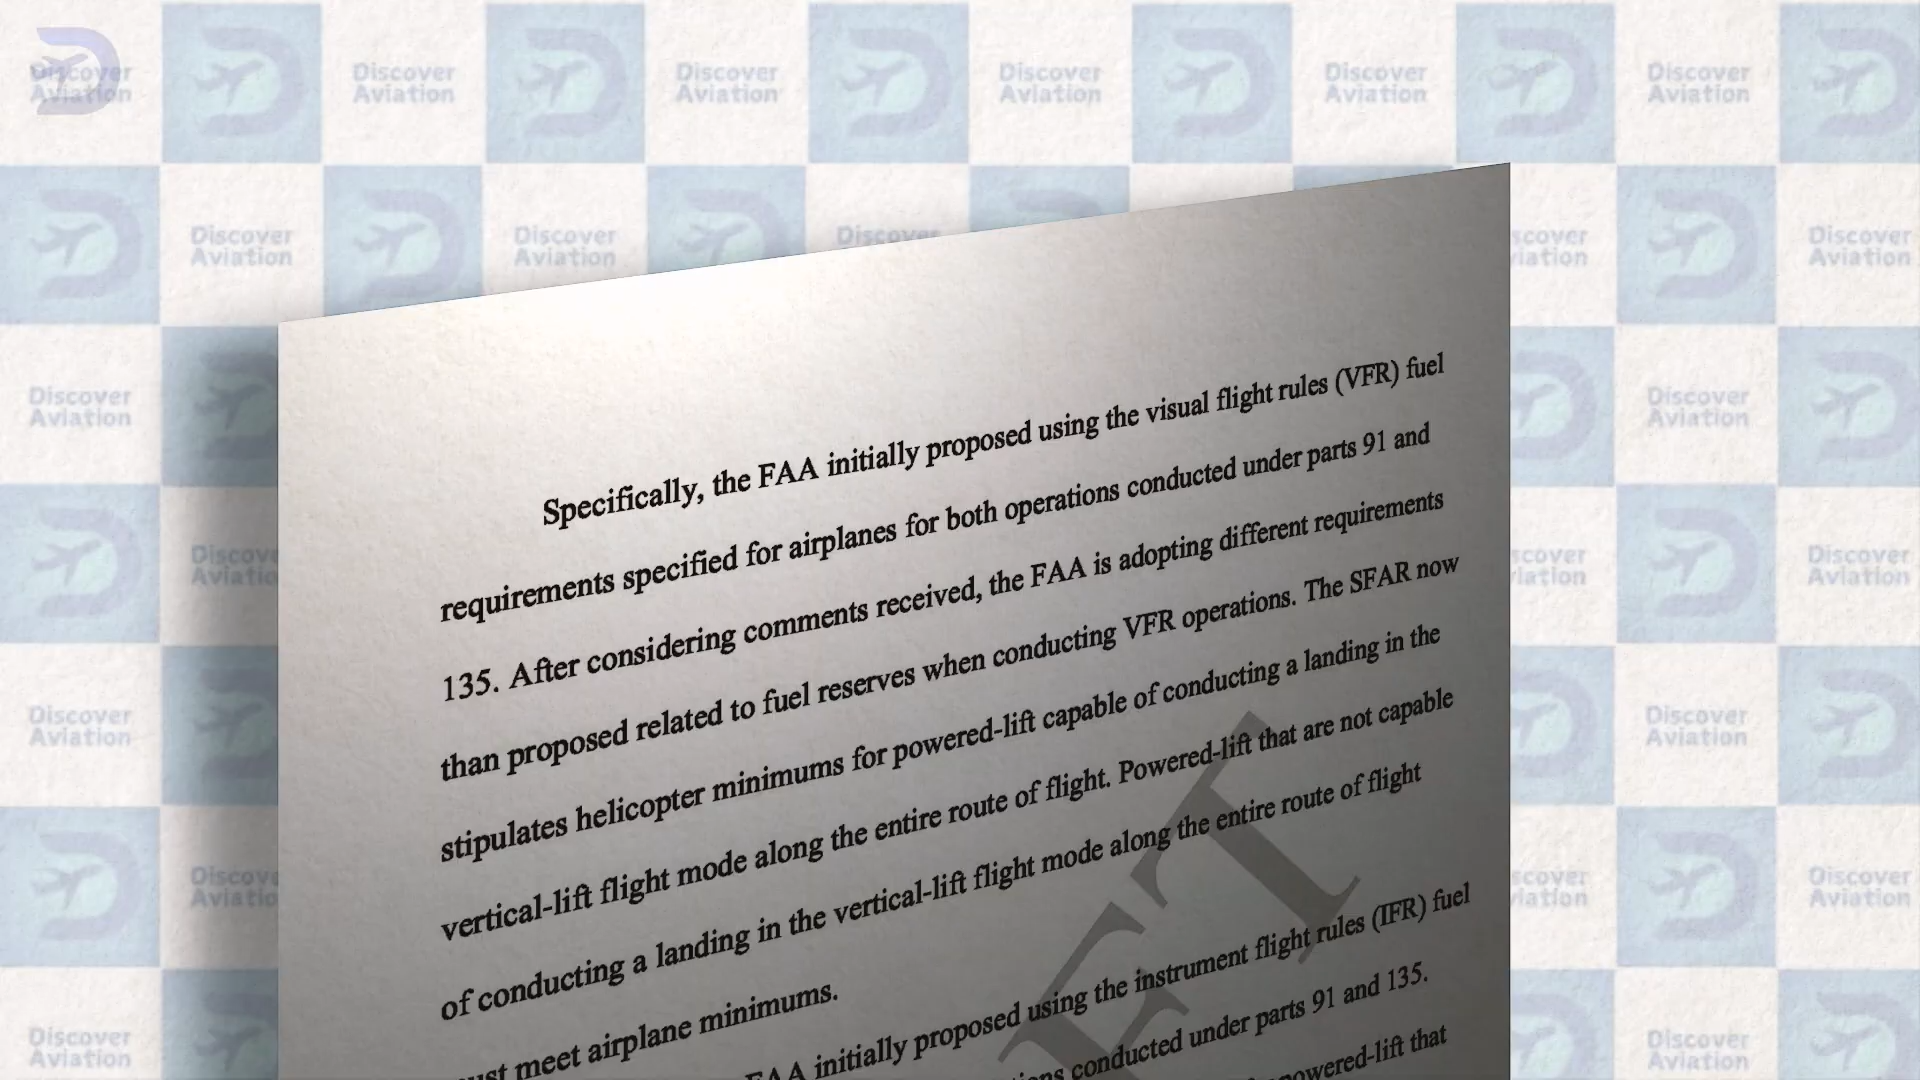 Specifically, the FAA initially proposed using the visual flight rules (VFR) fuel
requirements specified for airplanes for both operations conducted under parts 91 and
135. After considering comments received, the FAA is adopting different requirements
than proposed related to fuel reserves when conducting VFR operations. The SFAR now
stipulates helicopter minimums for powered-lift capable of conducting a landing in the
vertical-lift flight mode along the entire route of flight. Powered-lift that are not capable
of conducting a landing in the vertical-lift flight mode along the entire route of flight
meet airplane minimums.
FAA initially proposed using the instrument flight rules (IFR) fuel
conducted under parts 91 and 135.
powered-lift that
Discover Aviation